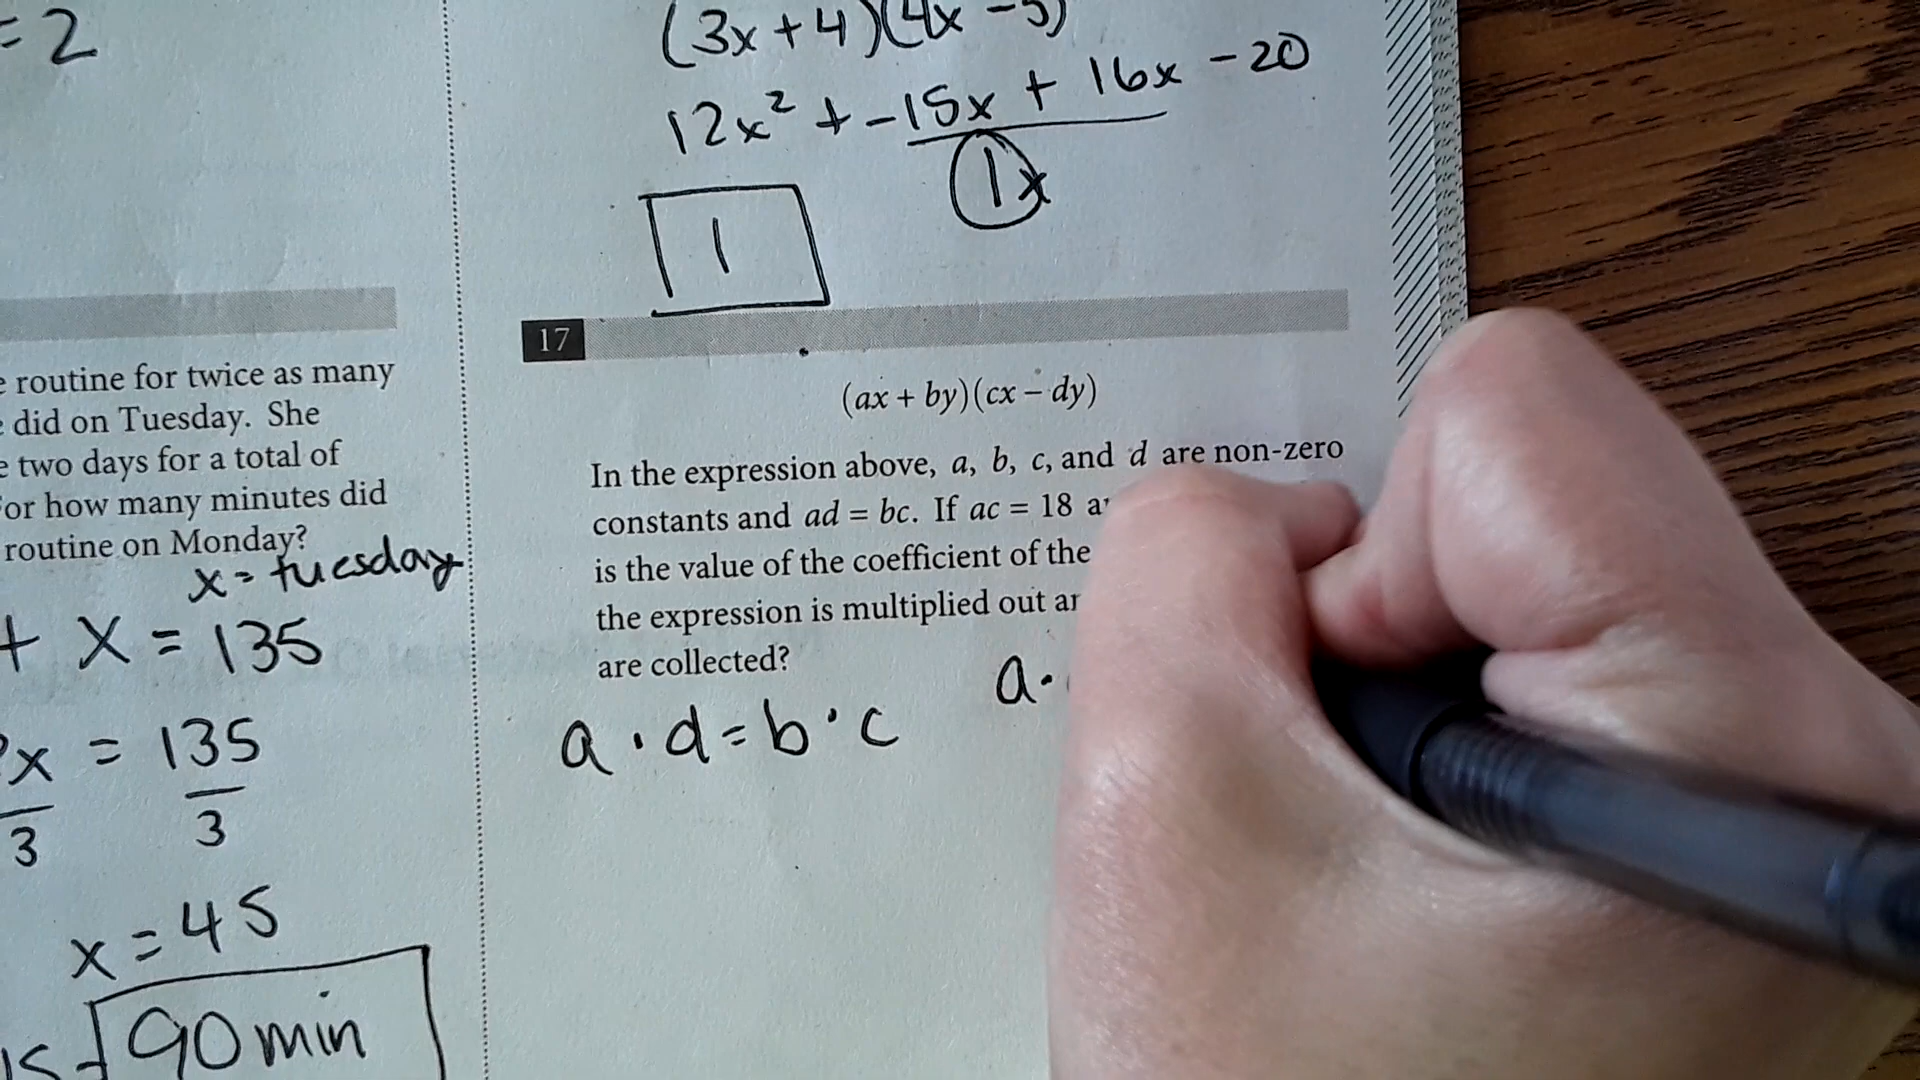 = 2
e routine for twice as many
e did on Tuesday. She
e two days for a total of
for how many minutes did
routine on Monday?
x = tuesday
+ x = 135
x = 135
3 3
x = 45
90 min
(3x + 4)(4x - 5)
12x² + -15x + 16x - 20
1x
1
17
(ax + by)(cx – dy)
In the expression above, a, b, c, and d are non-zero
constants and ad = bc. If ac = 18
is the value of the coefficient of the
the expression is multiplied out
are collected?
a ·
a · d = b · c